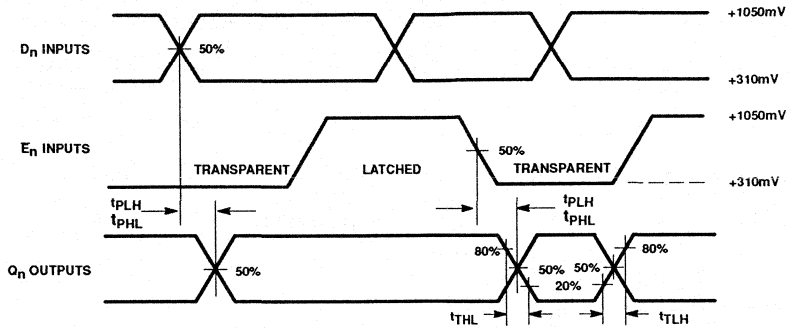 +1050mV
Dn INPUTS
50%
+310mV
+1050mV
En INPUTS
50%
TRANSPARENT
LATCHED
TRANSPARENT
+310mV
tPLH
tPHL
tPLH
tPHL
80%
80%
Qn OUTPUTS
50%
50%
50%
20%
tTHL
tTLH